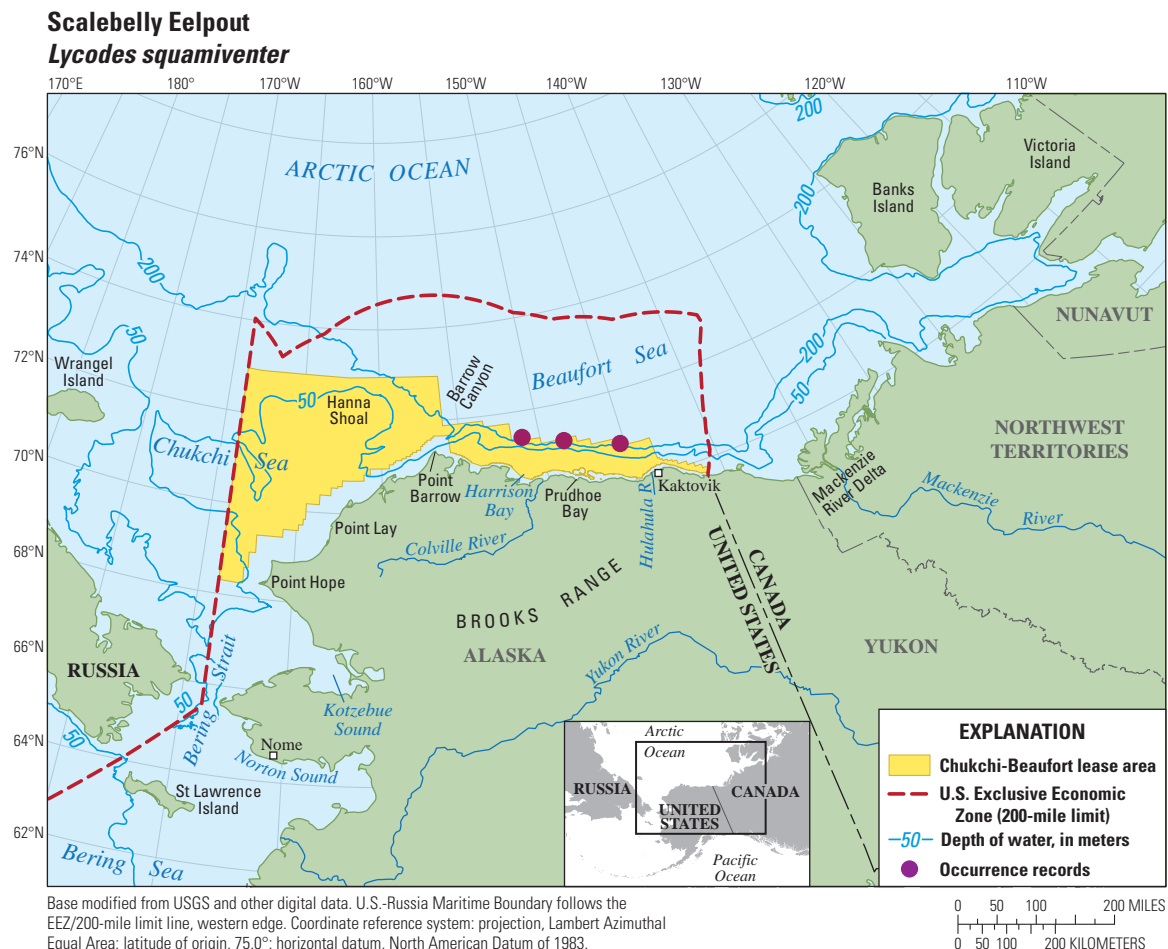 Scalebelly Eelpout
Lycodes squamiventer
170°E 180° 170°W 160°W 150°W 140°W 130°W 120°W 110°W
76°N
74°N
72°N
70°N
68°N
66°N
64°N
62°N
ARCTIC OCEAN
200
200
200
200
Victoria
Island
Banks
Island
NUNAVUT
50
50
50
50
50
Wrangel
Island
Hanna
Shoal
Barrow
Canyon
Beaufort Sea
Chukchi Sea
NORTHWEST
TERRITORIES
Point
Barrow
Harrison
Bay
Prudhoe
Bay
Hulahula R.
Kaktovik
Mackenzie
River Delta
Mackenzie River
Point Lay
Colville River
Point Hope
BROOKS RANGE
CANADA
UNITED STATES
ALASKA
YUKON
Yukon River
RUSSIA
Bering Strait
Kotzebue
Sound
Nome
Norton Sound
St Lawrence
Island
Bering Sea
Arctic
Ocean
RUSSIA
UNITED
STATES
CANADA
Pacific
Ocean
EXPLANATION
Chukchi-Beaufort lease area
U.S. Exclusive Economic
Zone (200-mile limit)
50 Depth of water, in meters
Occurrence records
Base modified from USGS and other digital data. U.S.-Russia Maritime Boundary follows the
EEZ/200-mile limit line, western edge. Coordinate reference system: projection, Lambert Azimuthal
Equal Area; latitude of origin, 75.0°; horizontal datum, North American Datum of 1983.
0 50 100 200 MILES
0 50 100 200 KILOMETERS